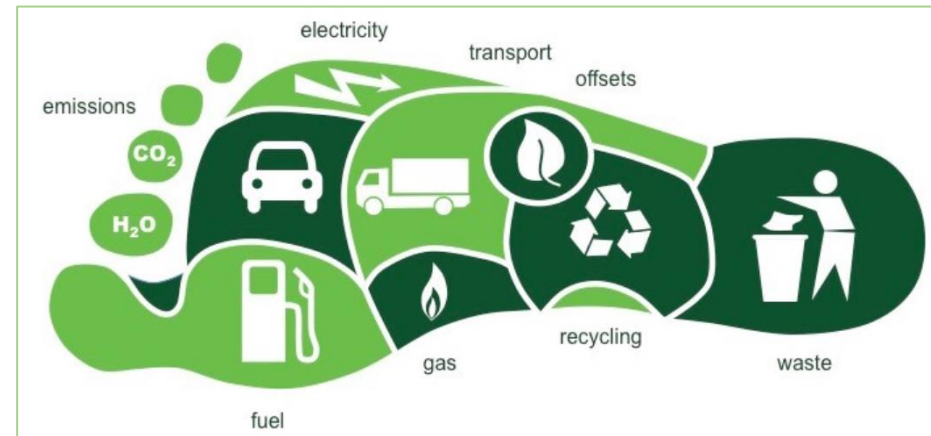 electricity
transport
offsets
emissions
CO₂
H₂O
recycling
gas
waste
fuel